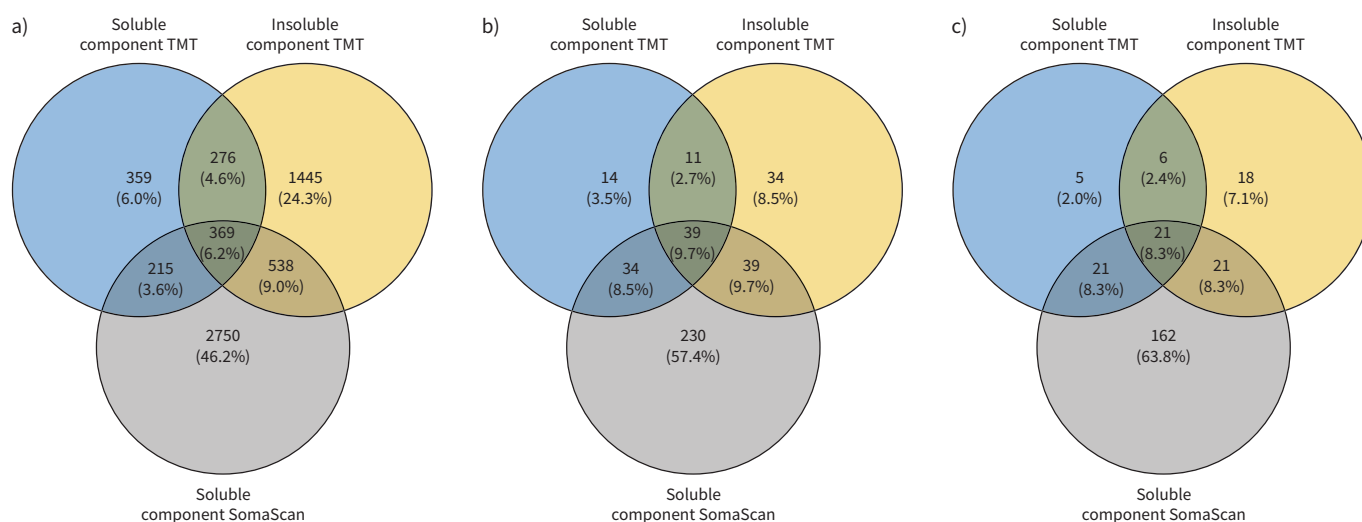 a)
Soluble
component TMT
Insoluble
component TMT
359
(6.0%)
276
(4.6%)
1445
(24.3%)
369
(6.2%)
215
(3.6%)
538
(9.0%)
2750
(46.2%)
Soluble
component SomaScan
b)
Soluble
component TMT
Insoluble
component TMT
14
(3.5%)
11
(2.7%)
34
(8.5%)
39
(9.7%)
34
(8.5%)
39
(9.7%)
230
(57.4%)
Soluble
component SomaScan
c)
Soluble
component TMT
Insoluble
component TMT
5
(2.0%)
6
(2.4%)
18
(7.1%)
21
(8.3%)
21
(8.3%)
21
(8.3%)
162
(63.8%)
Soluble
component SomaScan